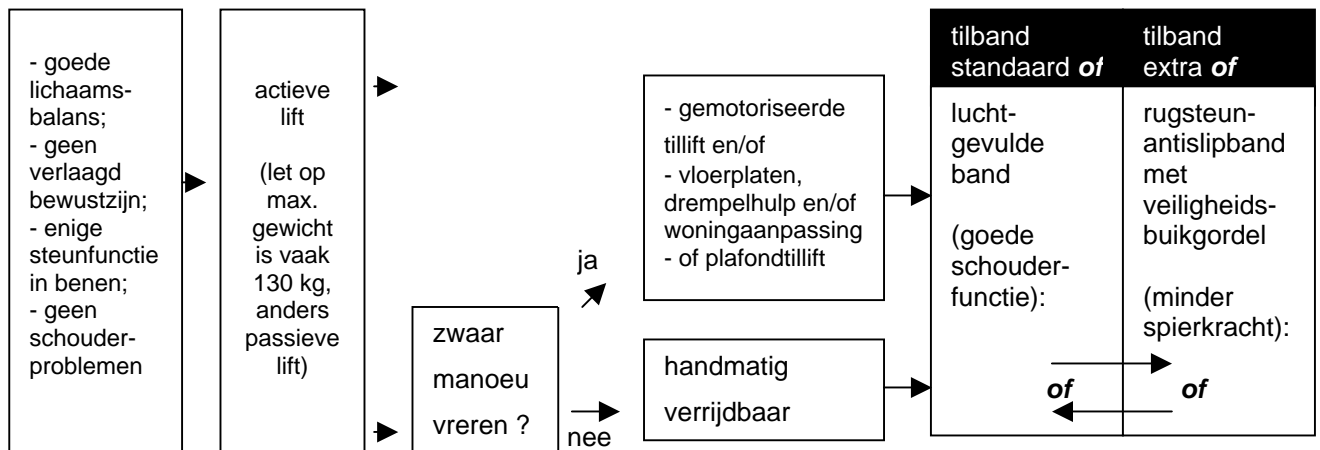 - goede
lichaams-
balans;
- geen
verlaagd
bewustzijn;
- enige
steunfunctie
in benen;
- geen
schouder-
problemen
actieve
lift
(let op
max.
gewicht
is vaak
130 kg,
anders
passieve
lift)
zwaar
manoeu
vreren ?
ja
nee
- gemotoriseerde
tillift en/of
- vloerplaten,
drempelhulp en/of
woningaanpassing
- of plafondtillift
handmatig
verrijdbaar
tilband
standaard of
lucht-
gevulde
band
(goede
schouder-
functie):
of
tilband
extra of
rugsteun-
antislipband
met
veiligheids-
buikgordel
(minder
spierkracht):
of